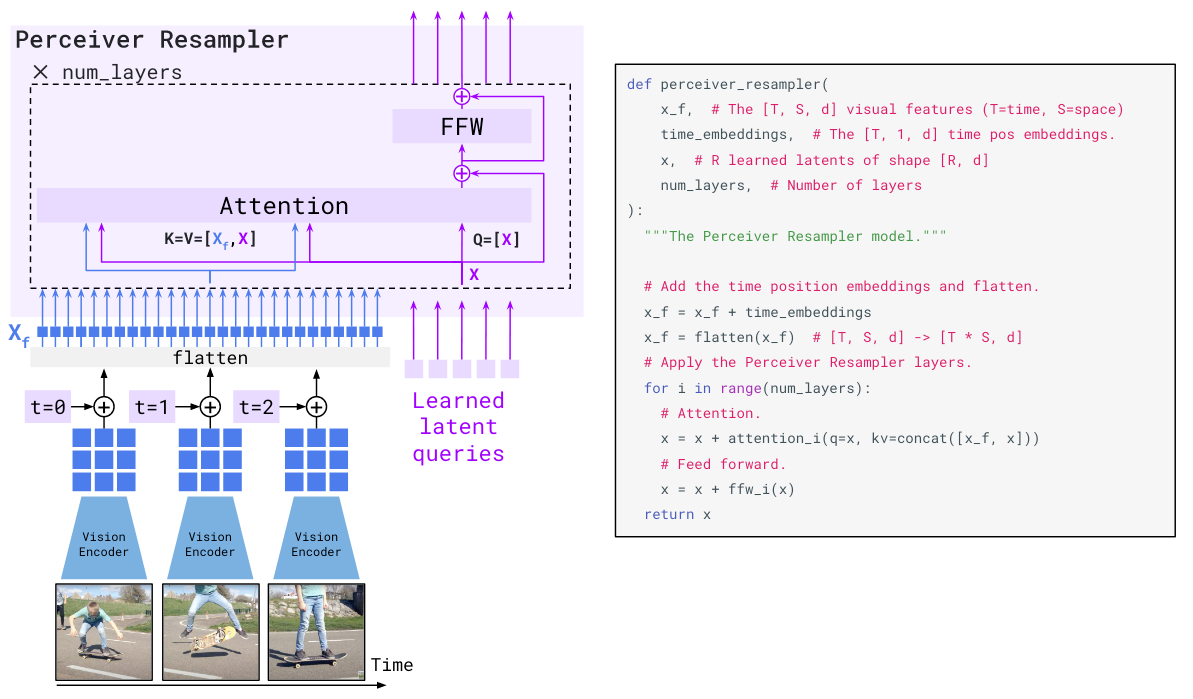 Perceiver Resampler
× num_layers
FFW
Attention
K=V=[Xf,X]
Q=[X]
X
Xf
flatten
t=0
t=1
t=2
Learned
latent
queries
Vision
Encoder
Vision
Encoder
Vision
Encoder
Time
def perceiver_resampler(
    x_f,  # The [T, S, d] visual features (T=time, S=space)
    time_embeddings,  # The [T, 1, d] time pos embeddings.
    x,  # R learned latents of shape [R, d]
    num_layers,  # Number of layers
):
  """The Perceiver Resampler model."""
  # Add the time position embeddings and flatten.
  x_f = x_f + time_embeddings
  x_f = flatten(x_f)  # [T, S, d] -> [T * S, d]
  # Apply the Perceiver Resampler layers.
  for i in range(num_layers):
    # Attention.
    x = x + attention_i(q=x, kv=concat([x_f, x]))
    # Feed forward.
    x = x + ffw_i(x)
  return x